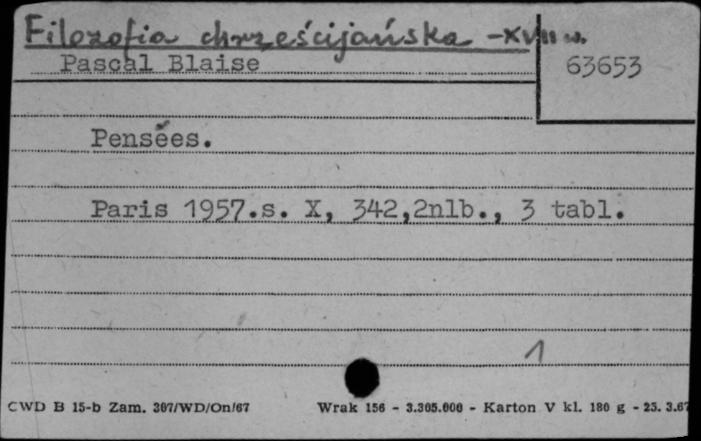 Filozofia chrześcijańska - XVII w.
Pascal Blaise 63653
Pensées.
Paris 1957.s. X, 342,2nlb., 3 tabl.
1
CWD B 15-b Zam. 307/WD/On/67 Wrak 156 - 3.305.000 - Karton V kl. 180 g - 23. 3.67